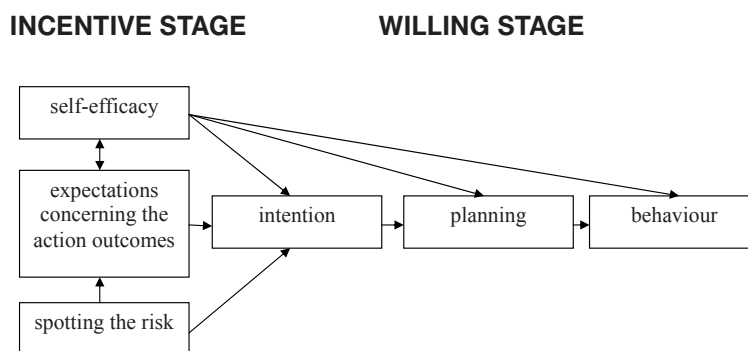 INCENTIVE STAGE WILLING STAGE
self-efficacy
expectations
concerning the
action outcomes
intention
planning
behaviour
spotting the risk